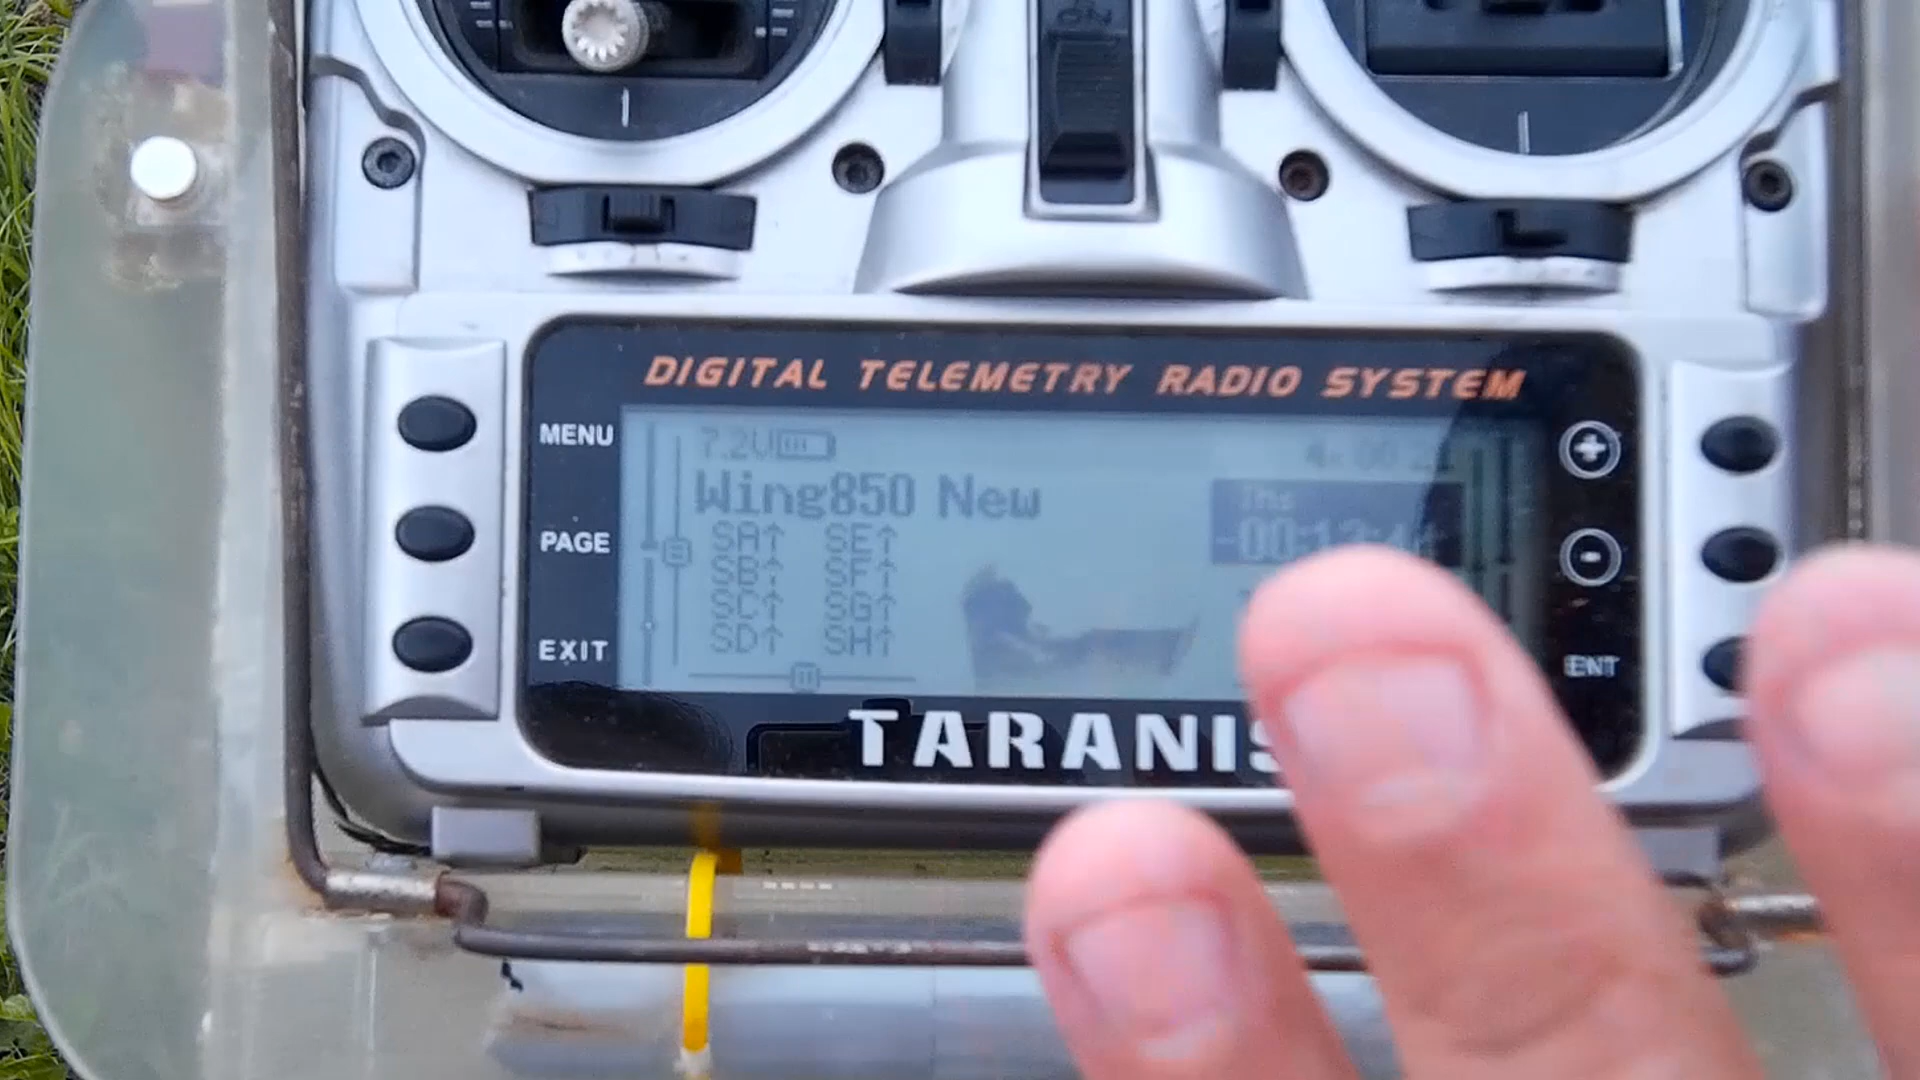 ON
DIGITAL TELEMETRY RADIO SYSTEM
MENU
7.2V
Wing850 New
SA↑ SE↑
PAGE
SB↑ SF↑
SC↑ SG↑
EXIT
SD↑ SH↑
ENT
TARANIS